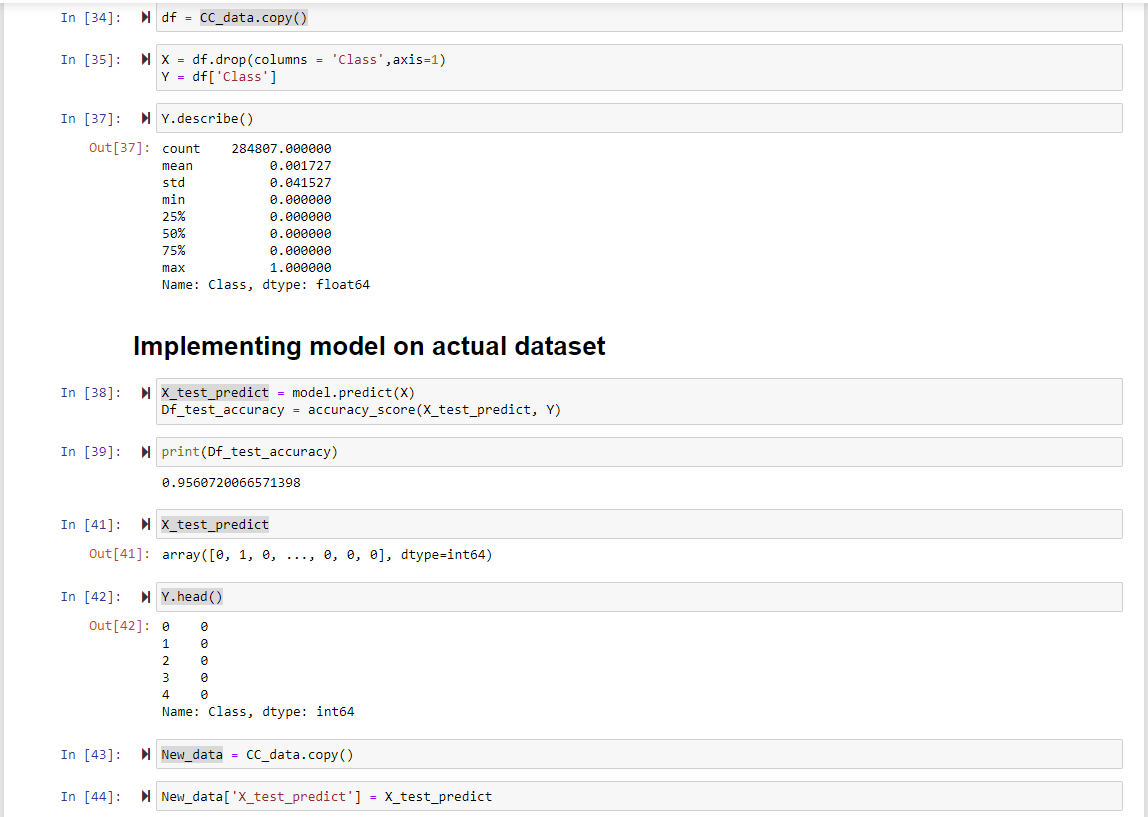 In [34]: df = CC_data.copy()
In [35]: X = df.drop(columns = 'Class',axis=1)
Y = df['Class']
In [37]: Y.describe()
Out[37]: count    284807.000000
mean          0.001727
std           0.041527
min           0.000000
25%           0.000000
50%           0.000000
75%           0.000000
max           1.000000
Name: Class, dtype: float64
Implementing model on actual dataset
In [38]: X_test_predict = model.predict(X)
Df_test_accuracy = accuracy_score(X_test_predict, Y)
In [39]: print(Df_test_accuracy)
0.9560720066571398
In [41]: X_test_predict
Out[41]: array([0, 1, 0, ..., 0, 0, 0], dtype=int64)
In [42]: Y.head()
Out[42]: 0    0
1    0
2    0
3    0
4    0
Name: Class, dtype: int64
In [43]: New_data = CC_data.copy()
In [44]: New_data['X_test_predict'] = X_test_predict